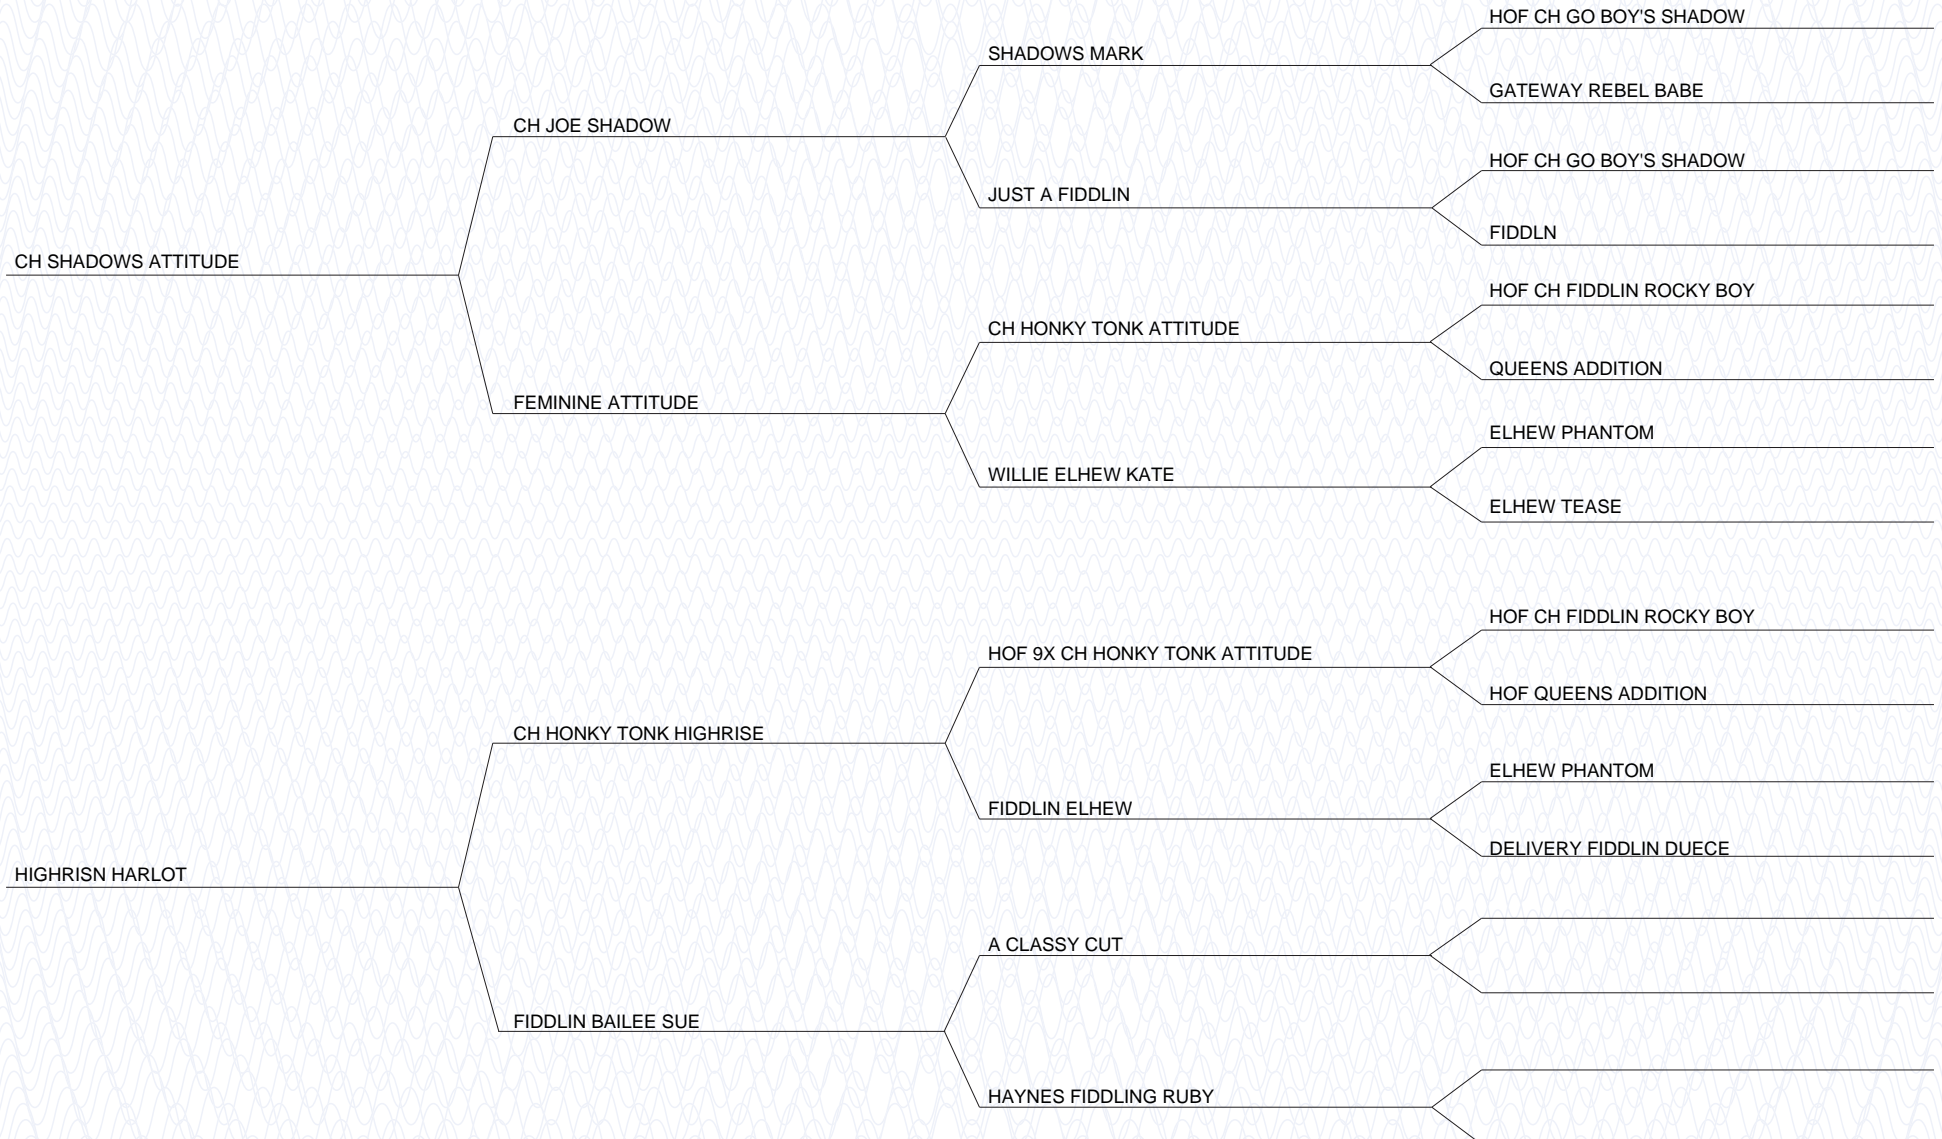 HOF CH GO BOY'S SHADOW
SHADOWS MARK
GATEWAY REBEL BABE
CH JOE SHADOW
HOF CH GO BOY'S SHADOW
JUST A FIDDLIN
FIDDLN
CH SHADOWS ATTITUDE
HOF CH FIDDLIN ROCKY BOY
CH HONKY TONK ATTITUDE
QUEENS ADDITION
FEMININE ATTITUDE
ELHEW PHANTOM
WILLIE ELHEW KATE
ELHEW TEASE
HOF CH FIDDLIN ROCKY BOY
HOF 9X CH HONKY TONK ATTITUDE
HOF QUEENS ADDITION
CH HONKY TONK HIGHRISE
ELHEW PHANTOM
FIDDLIN ELHEW
DELIVERY FIDDLIN DUECE
HIGHRISN HARLOT
A CLASSY CUT
FIDDLIN BAILEE SUE
HAYNES FIDDLING RUBY